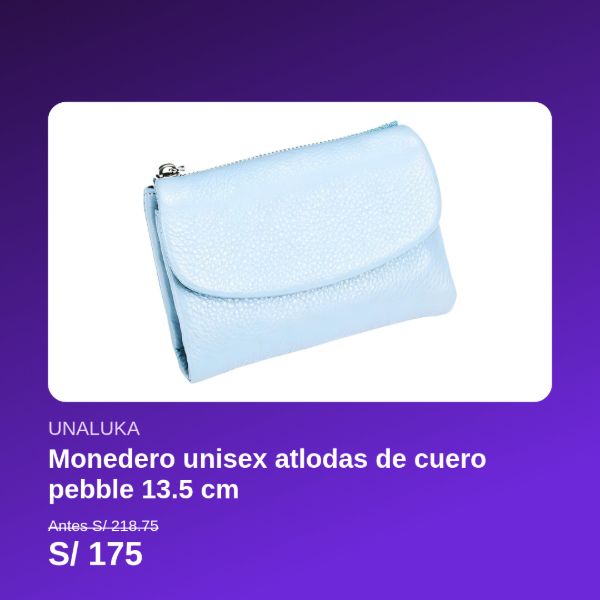 UNALUKA
Monedero unisex atlodas de cuero
pebble 13.5 cm
Antes S/ 218.75
S/ 175